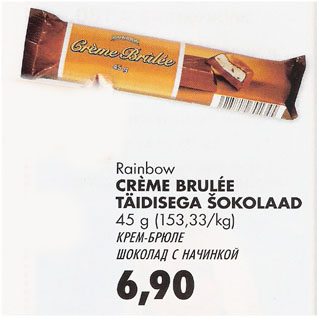 Crème Brulée
45 g
Rainbow
CRÈME BRULÉE
TÄIDISEGA ŠOKOLAAD
45 g (153,33/kg)
КРЕМ-БРЮЛЕ
ШОКОЛАД С НАЧИНКОЙ
6,90